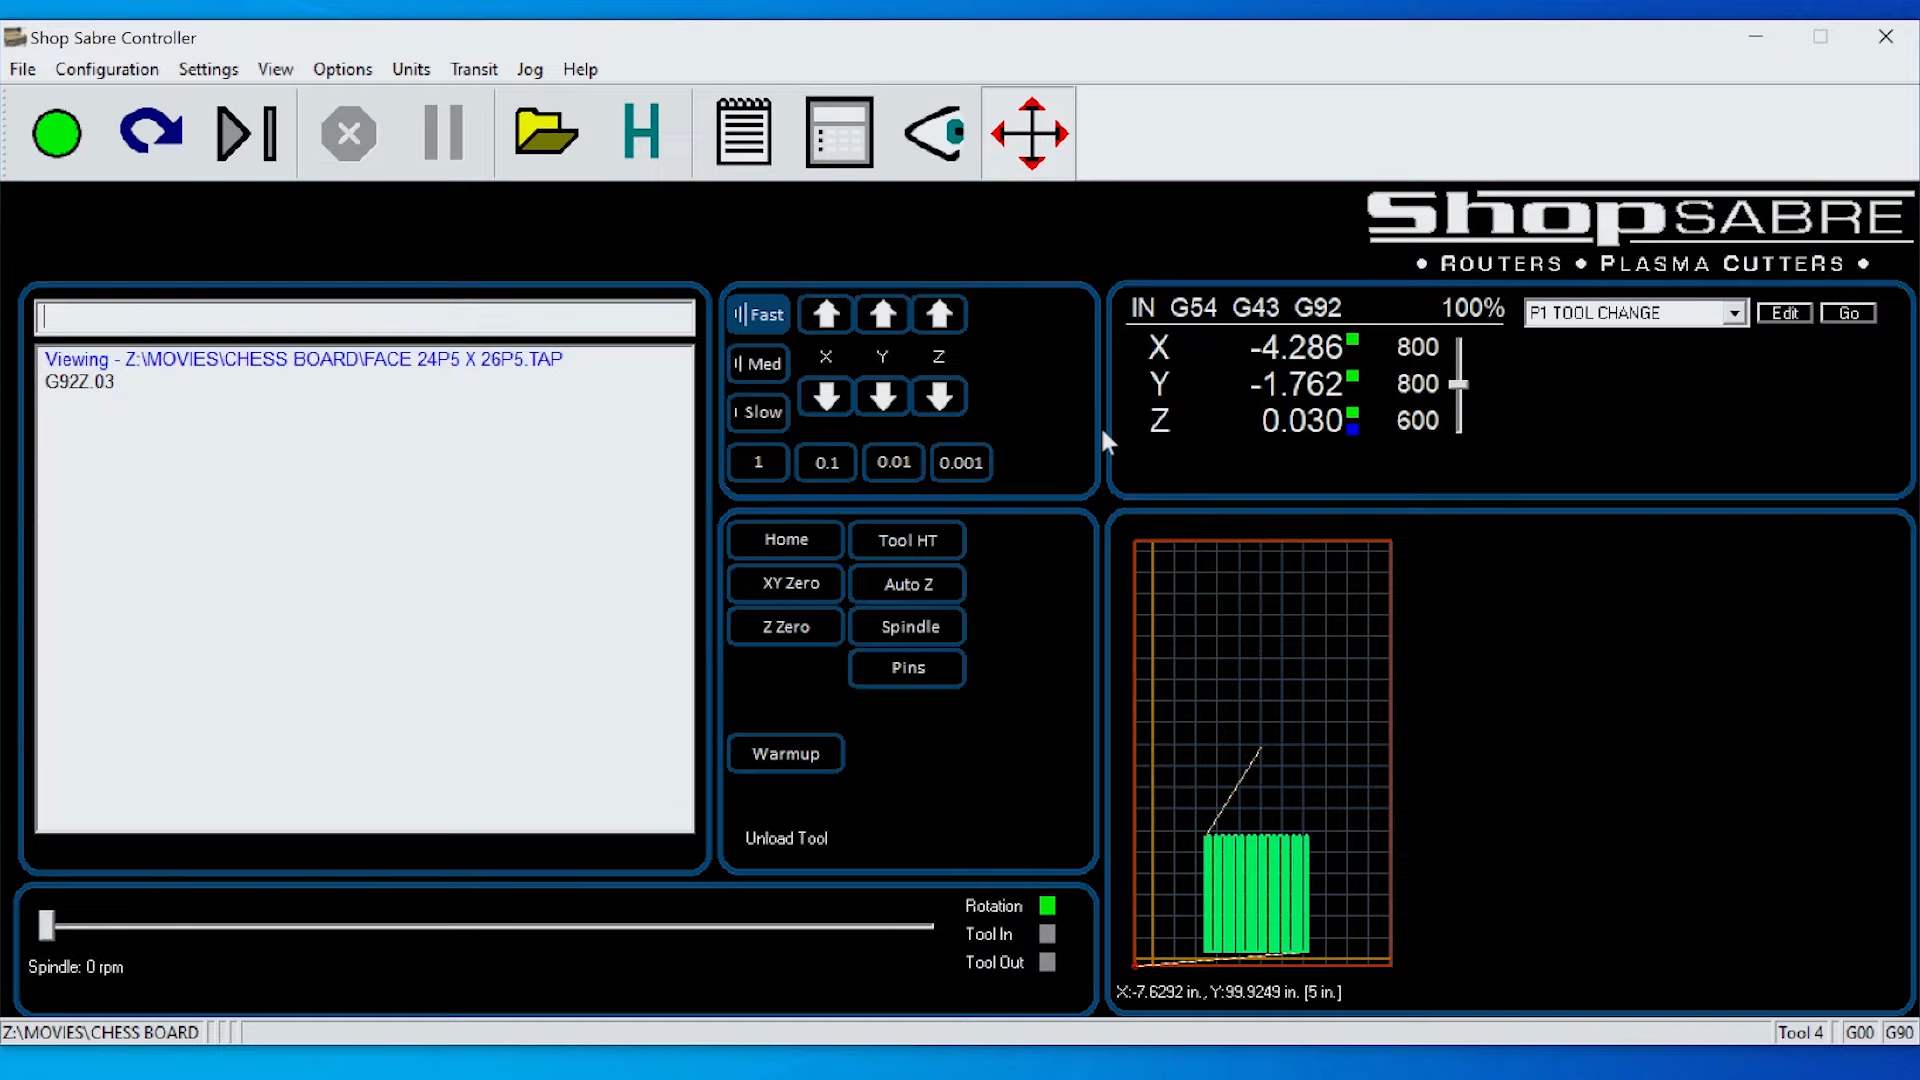 Shop Sabre Controller
File Configuration Settings View Options Units Transit Jog Help
H
Shop SABRE
• ROUTERS • PLASMA CUTTERS •
Viewing - Z:\MOVIES\CHESS BOARD\FACE 24P5 X 26P5.TAP
G92Z.03
Fast
Med
Slow
X Y Z
1 0.1 0.01 0.001
IN G54 G43 G92 100%
X -4.286 800
Y -1.762 800
Z 0.030 600
P1 TOOL CHANGE Edit Go
Home Tool HT
XY Zero Auto Z
Z Zero Spindle
Pins
Warmup
Unload Tool
X:-7.6292 in., Y:99.9249 in. [5 in.]
Rotation
Tool In
Tool Out
Spindle: 0 rpm
Z:\MOVIES\CHESS BOARD Tool 4 G00 G90